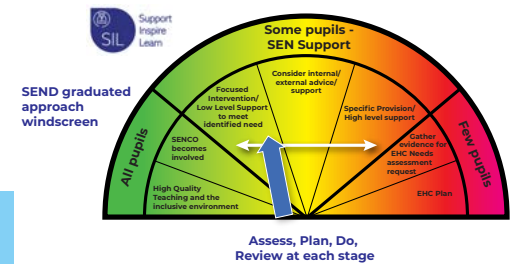 SIL
Support
Inspire
Learn
SEND graduated
approach
windscreen
All pupils
Some pupils -
SEN Support
Few pupils
High Quality
Teaching and the
inclusive environment
SENCO
becomes
involved
Focused
Intervention/
Low Level Support
to meet
identified need
Consider internal/
external advice/
support
Specific Provision/
High level support
Gather
evidence for
EHC Needs
assessment
request
EHC Plan
Assess, Plan, Do,
Review at each stage